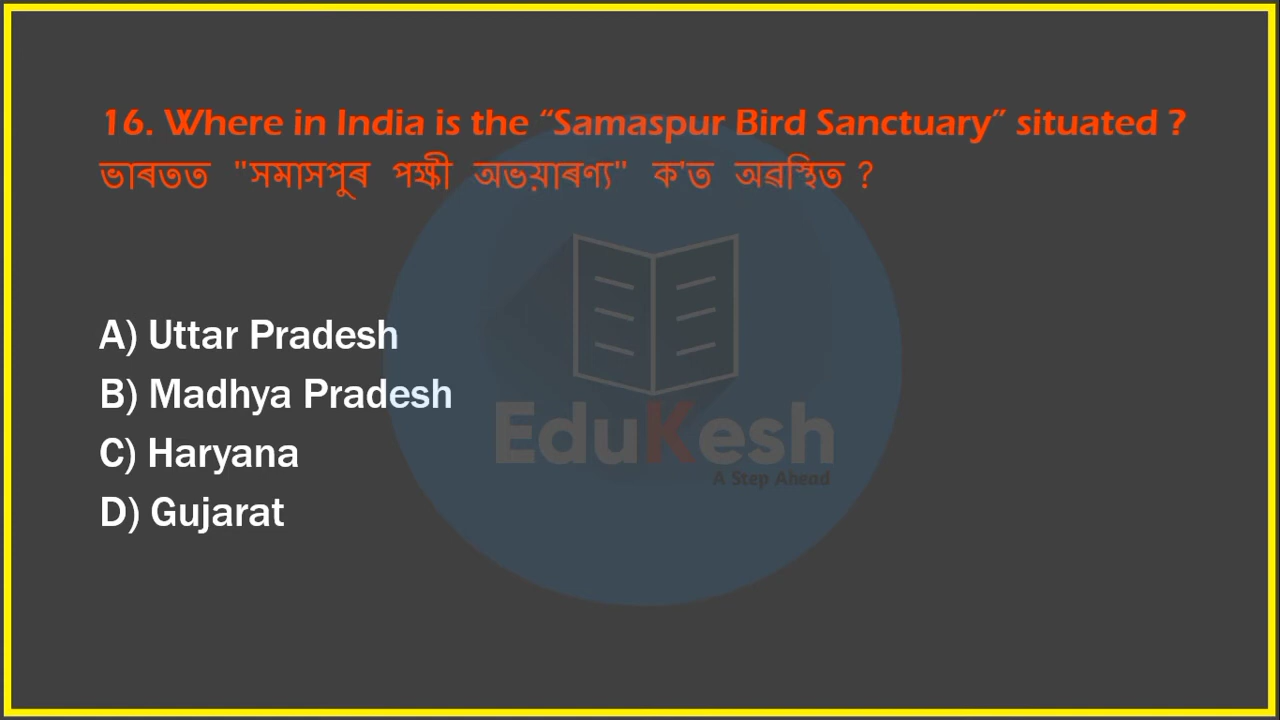 16. Where in India is the “Samaspur Bird Sanctuary” situated ?
ভাৰতত "সমাসপুৰ পক্ষী অভয়াৰণ্য" ক'ত অৱস্থিত ?
A) Uttar Pradesh
B) Madhya Pradesh
C) Haryana
D) Gujarat
EduKesh
A Step Ahead